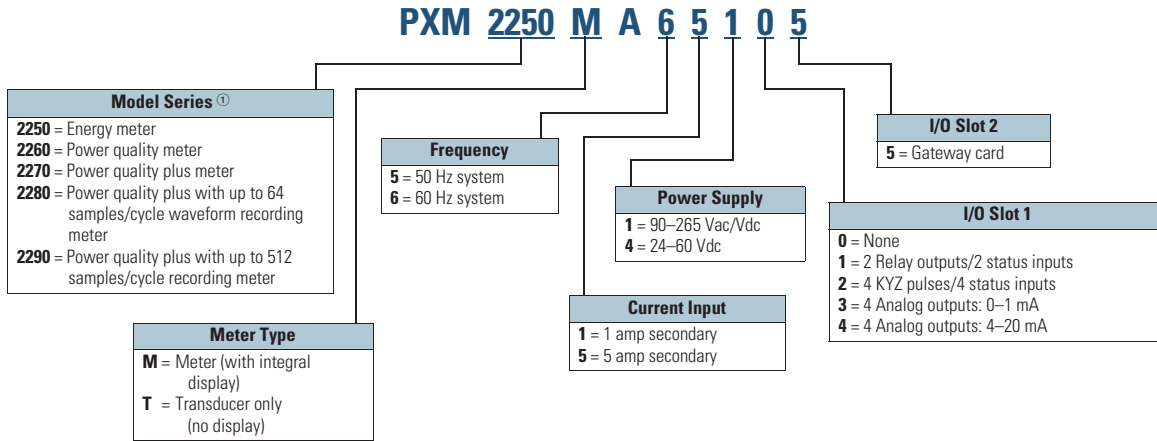 PXM 2250 M A 6 5 1 0 5
Model Series ①
2250 = Energy meter
2260 = Power quality meter
2270 = Power quality plus meter
2280 = Power quality plus with up to 64
samples/cycle waveform recording
meter
2290 = Power quality plus with up to 512
samples/cycle recording meter
Meter Type
M = Meter (with integral
display)
T = Transducer only
(no display)
Frequency
5 = 50 Hz system
6 = 60 Hz system
Current Input
1 = 1 amp secondary
5 = 5 amp secondary
Power Supply
1 = 90–265 Vac/Vdc
4 = 24–60 Vdc
I/O Slot 1
0 = None
1 = 2 Relay outputs/2 status inputs
2 = 4 KYZ pulses/4 status inputs
3 = 4 Analog outputs: 0–1 mA
4 = 4 Analog outputs: 4–20 mA
I/O Slot 2
5 = Gateway card